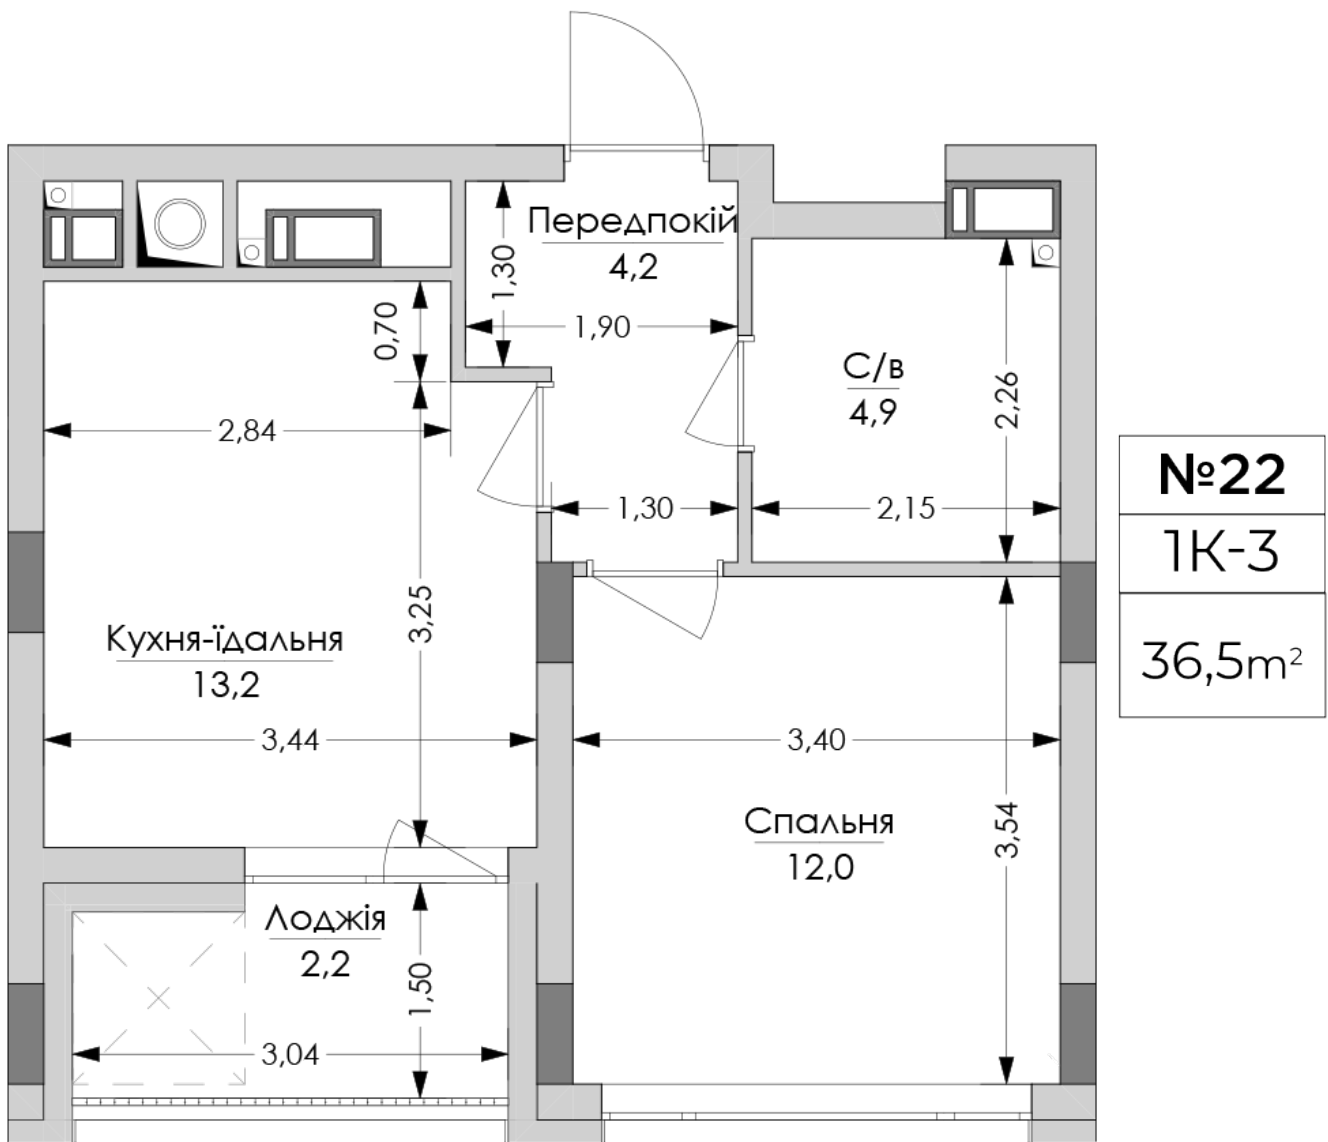 Передпокій
4,2
1,30
1,90
0,70
С/в
4,9
2,26
2,84
1,30
2,15
№22
1К-3
36,5m²
3,25
Кухня-їдальня
13,2
3,44
3,40
Спальня
12,0
3,54
Лоджія
2,2
1,50
3,04